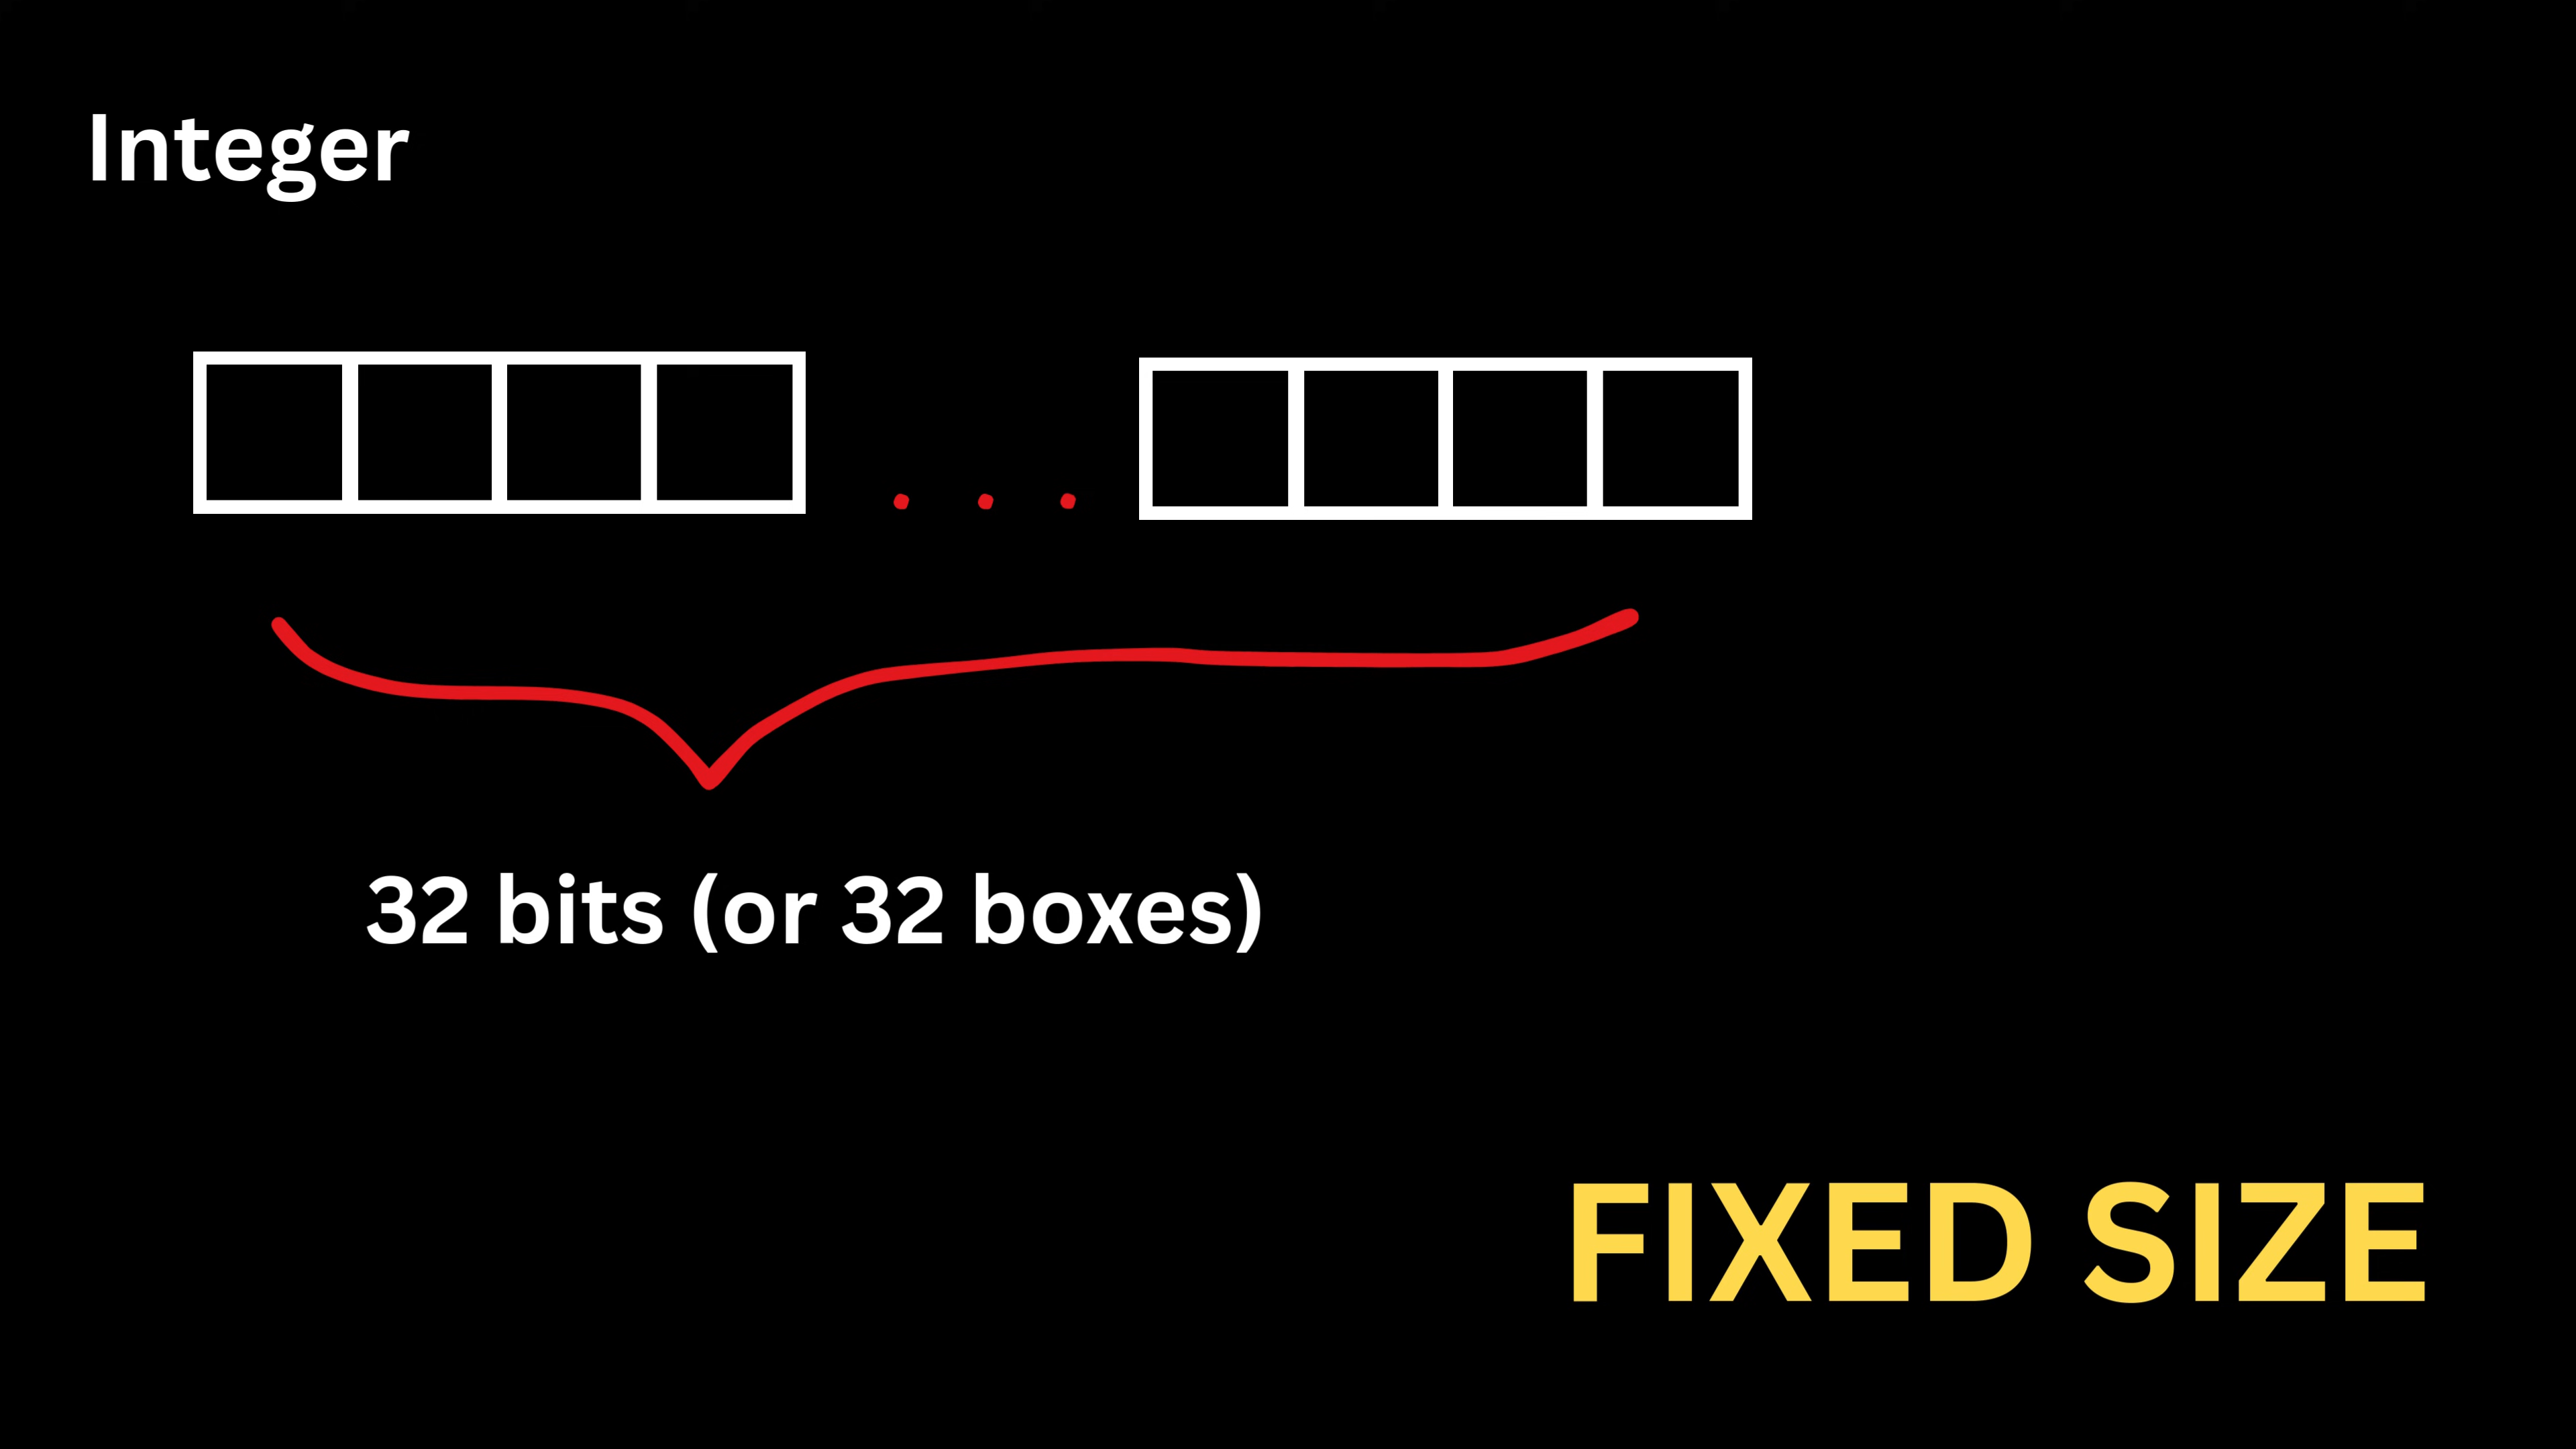 Integer
. . .
32 bits (or 32 boxes)
FIXED SIZE